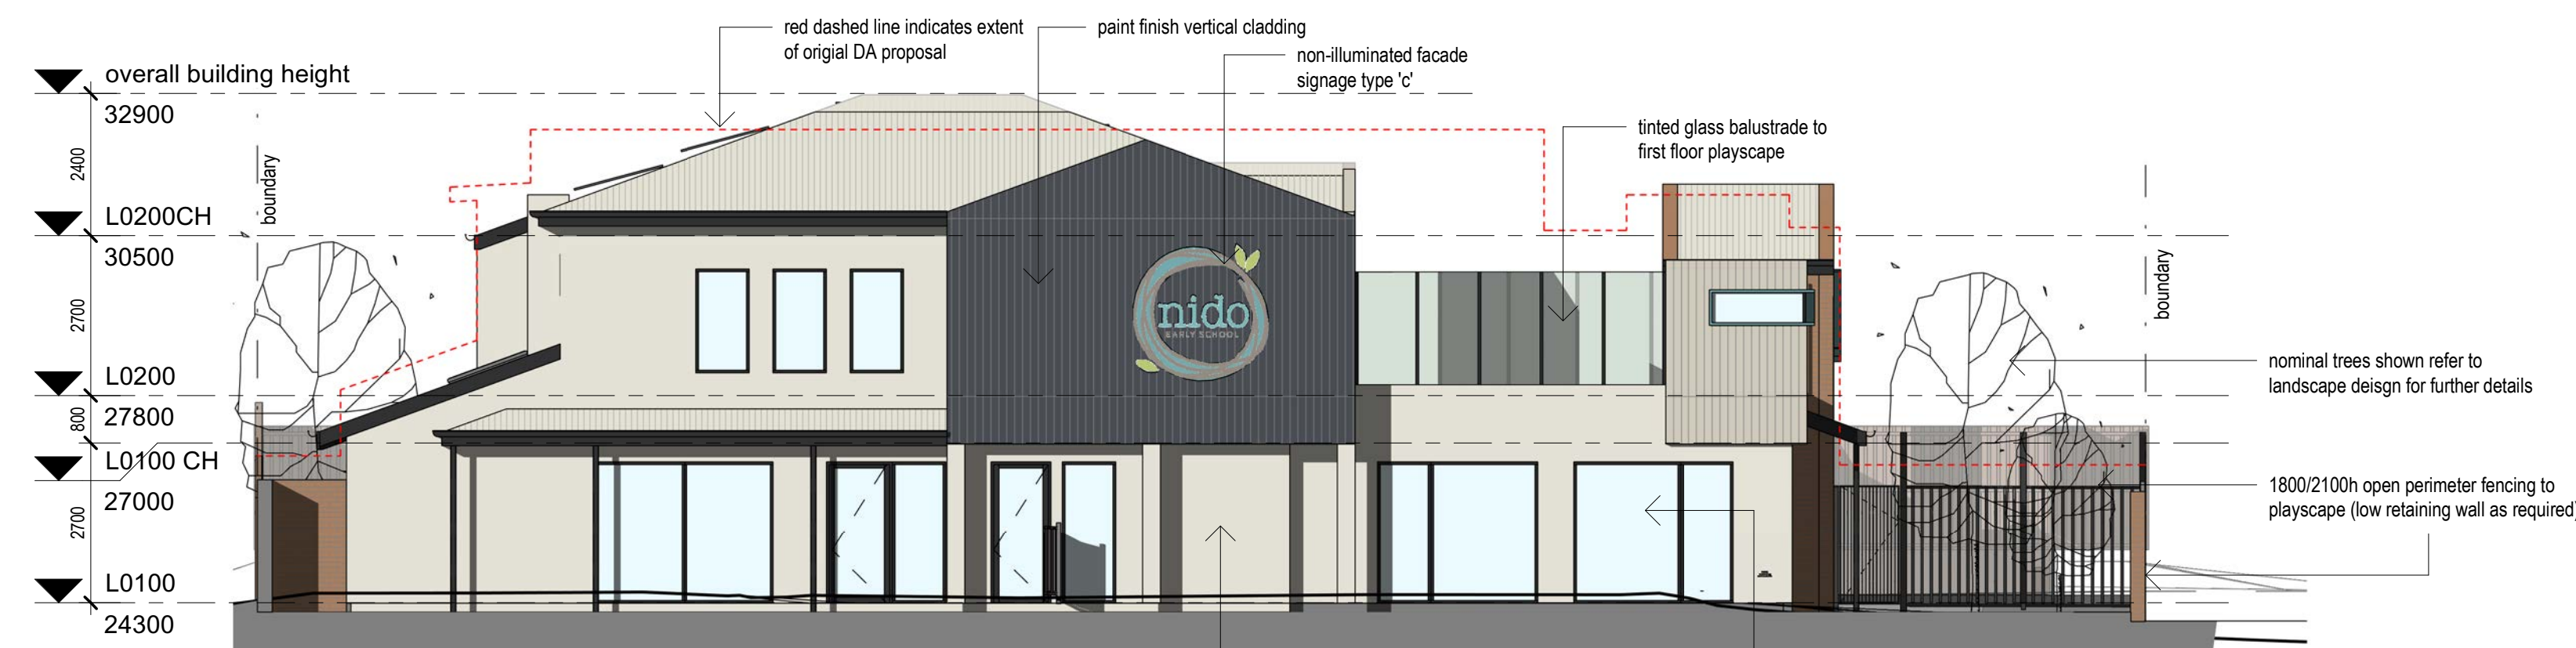 red dashed line indicates extent
of origial DA proposal
paint finish vertical cladding
non-illuminated facade
signage type 'c'
overall building height
32900
2400
boundary
tinted glass balustrade to
first floor playscape
L0200CH
30500
2700
nido
EARLY SCHOOL
boundary
L0200
27800
800
nominal trees shown refer to
landscape deisgn for further details
L0100 CH
27000
2700
1800/2100h open perimeter fencing to
playscape (low retaining wall as required)
L0100
24300